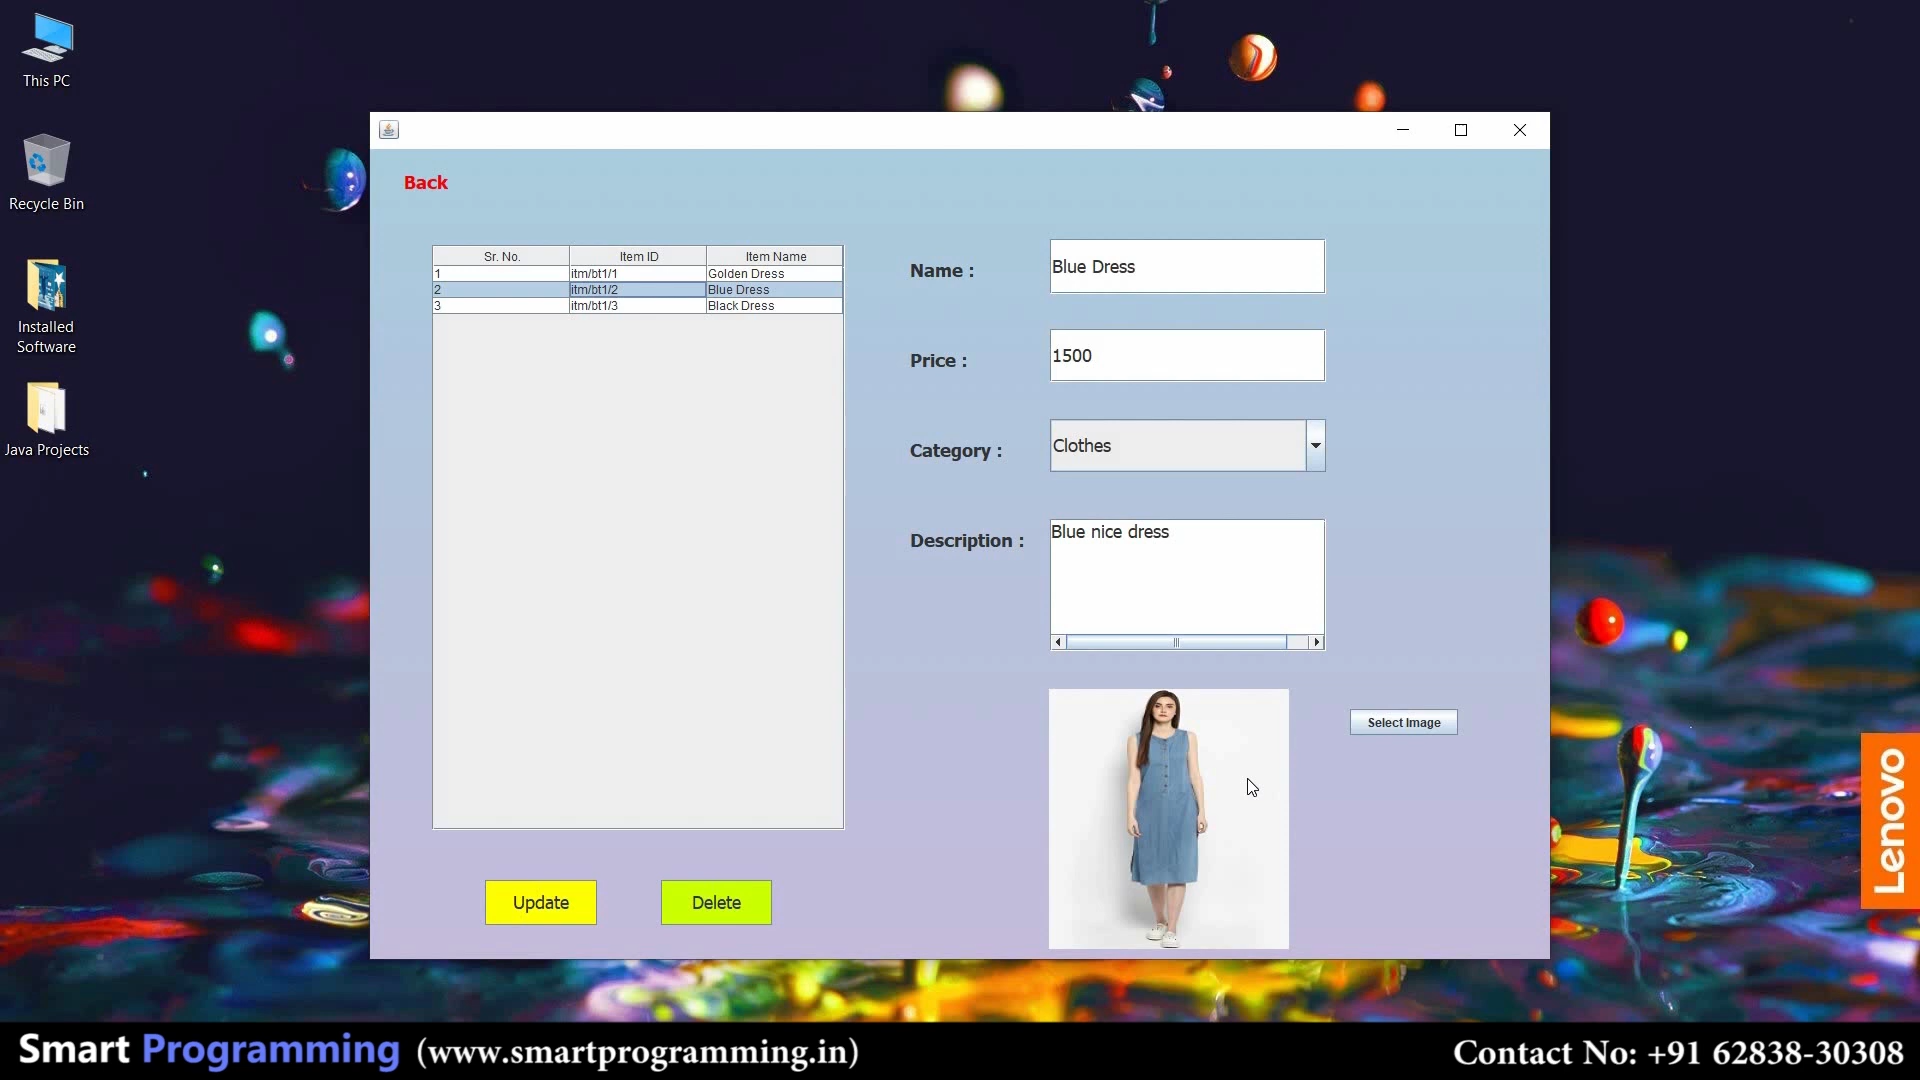 This PC
Recycle Bin
Installed
Software
Java Projects
Back
Sr. No. Item ID Item Name
1 itm/bt1/1 Golden Dress
2 itm/bt1/2 Blue Dress
3 itm/bt1/3 Black Dress
Update Delete
Name : Blue Dress
Price : 1500
Category : Clothes
Description : Blue nice dress
Select Image
Lenovo
Smart Programming (www.smartprogramming.in)
Contact No: +91 62838-30308